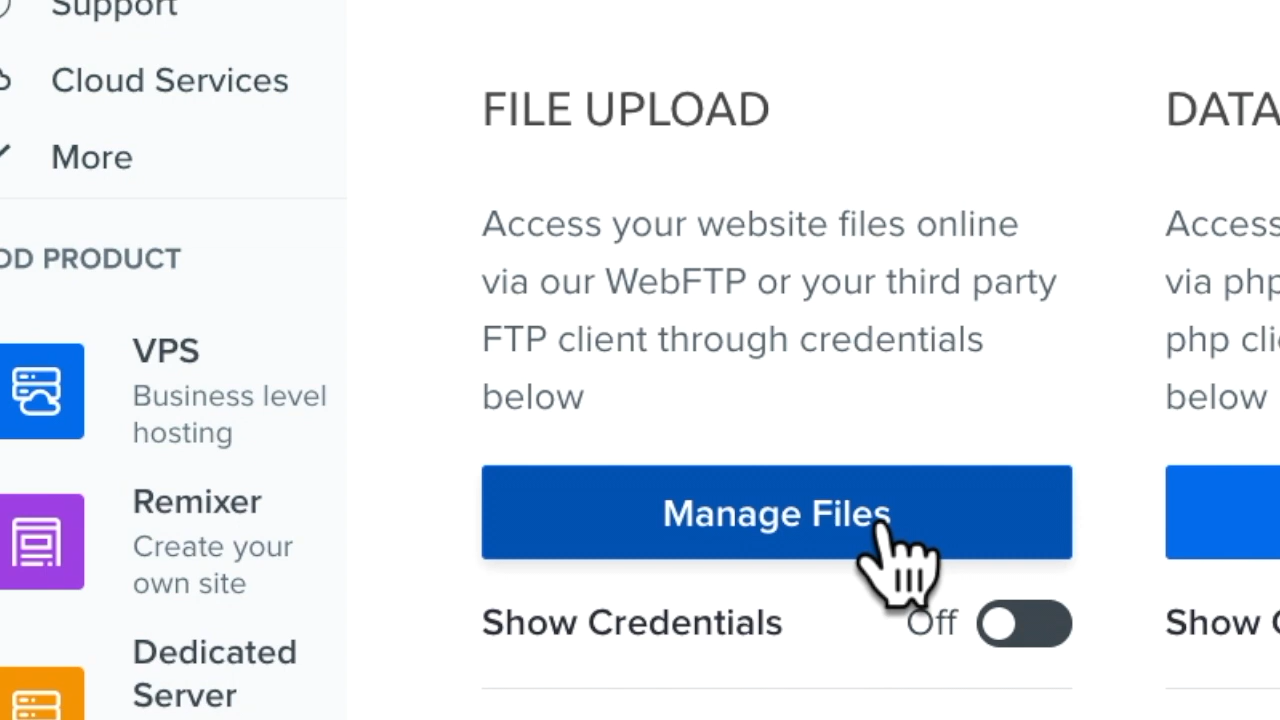 Support
Cloud Services
More
DD PRODUCT
VPS
Business level
hosting
Remixer
Create your
own site
Dedicated
Server
FILE UPLOAD
Access your website files online
via our WebFTP or your third party
FTP client through credentials
below
Manage Files
Show Credentials
Off
DATA
Access
via php
php cli
below
Show